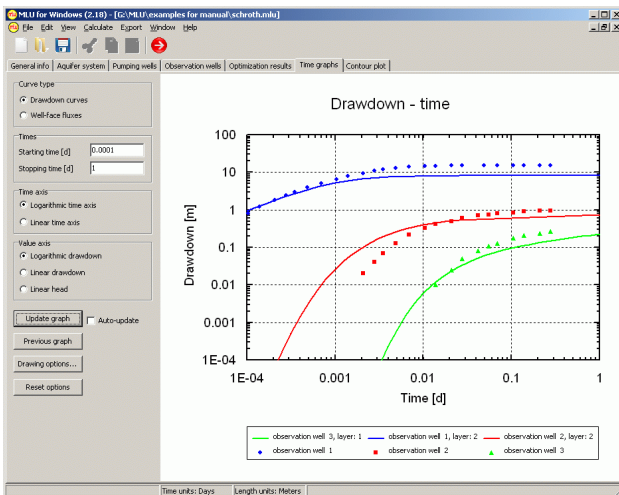 MLU for Windows (2.18) - [G:\MLU\examples for manual\schroth.mlu]
File Edit View Calculate Export Window Help
General info Aquifer system Pumping wells Observation wells Optimization results Time graphs Contour plot
Curve type
Drawdown curves
Well-face fluxes
Times
Starting time [d] 0.0001
Stopping time [d] 1
Time axis
Logarithmic time axis
Linear time axis
Value axis
Logarithmic drawdown
Linear drawdown
Linear head
Update graph Auto-update
Previous graph
Drawing options...
Reset options
Drawdown - time
Drawdown [m]
100
10
1
0.1
0.01
0.001
1E-04
1E-04 0.001 0.01 0.1 1
Time [d]
observation well 3, layer: 1 observation well 1, layer: 2 observation well 2, layer: 2
observation well 1 observation well 2 observation well 3
Time units: Days Length units: Meters